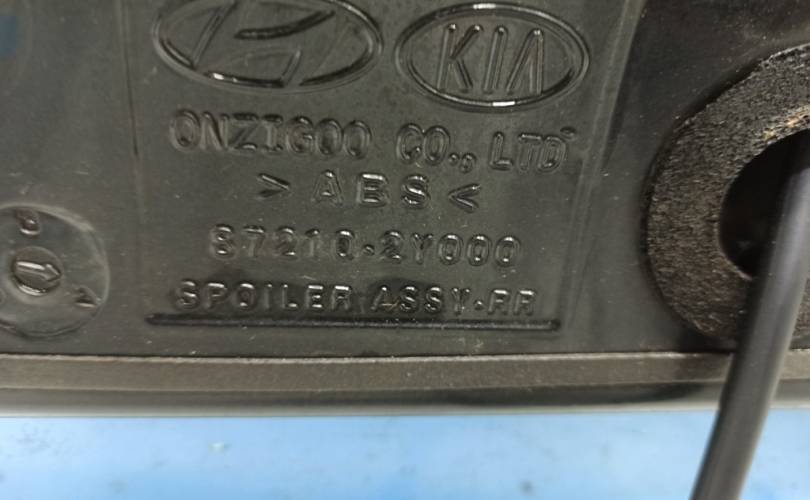 KIA
ONZIGOO CO., LTD
> ABS <
87210-2Y000
SPOILER ASSY-RR